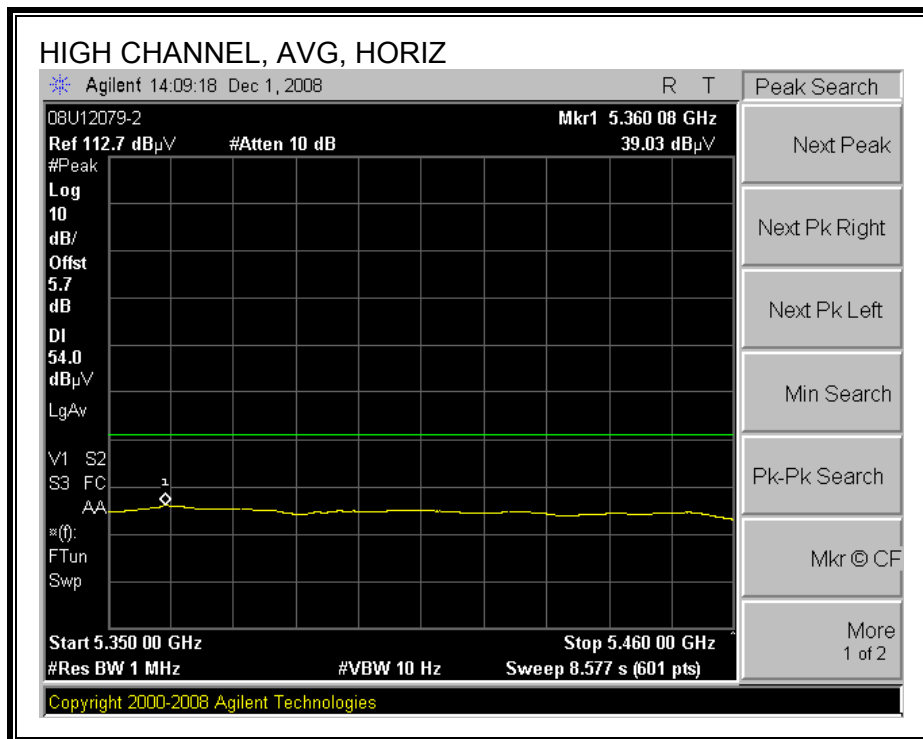 HIGH CHANNEL, AVG, HORIZ
Agilent 14:09:18 Dec 1, 2008 R T
Peak Search
08U12079-2 Mkr1 5.360 08 GHz
Ref 112.7 dBµV #Atten 10 dB 39.03 dBµV
#Peak
Log
10
dB/
Offst
5.7
dB
DI
54.0
dBµV
LgAv
V1 S2
S3 FC
AA
¤(f):
FTun
Swp
1
Start 5.350 00 GHz Stop 5.460 00 GHz ^
#Res BW 1 MHz #VBW 10 Hz Sweep 8.577 s (601 pts)
Copyright 2000-2008 Agilent Technologies
Next Peak
Next Pk Right
Next Pk Left
Min Search
Pk-Pk Search
Mkr © CF
More
1 of 2